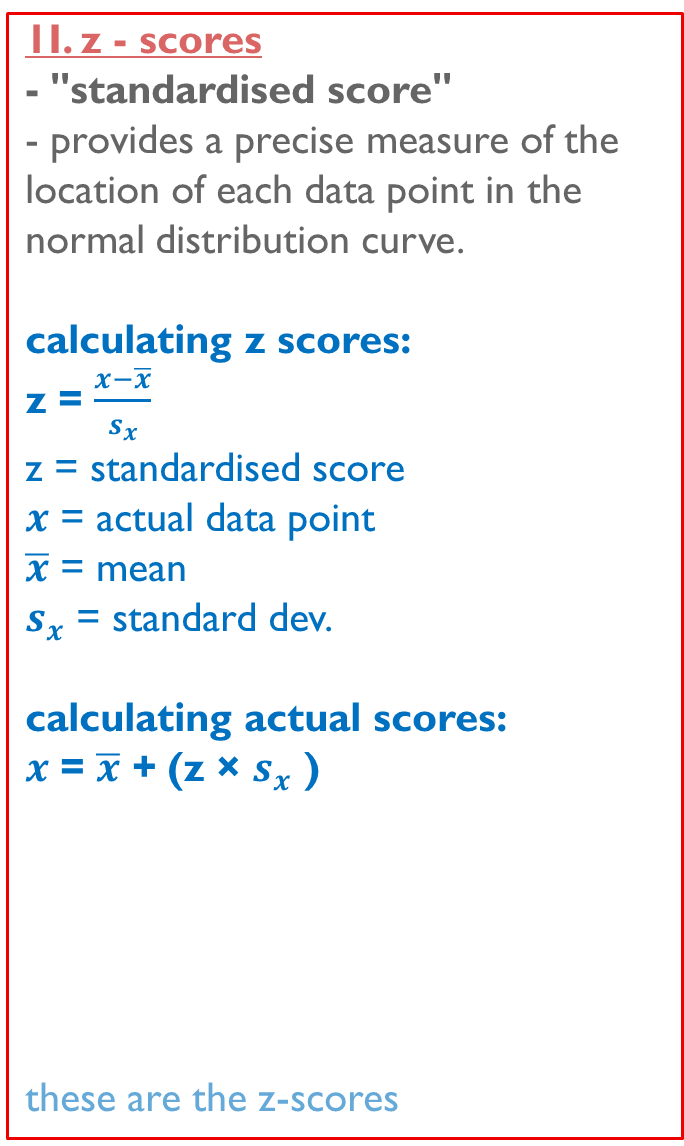 11. z - scores
- "standardised score"
- provides a precise measure of the
location of each data point in the
normal distribution curve.
calculating z scores:
z = (x−x̅)/sₓ
z = standardised score
x = actual data point
x̅ = mean
sₓ = standard dev.
calculating actual scores:
x = x̅ + (z × sₓ )
these are the z-scores